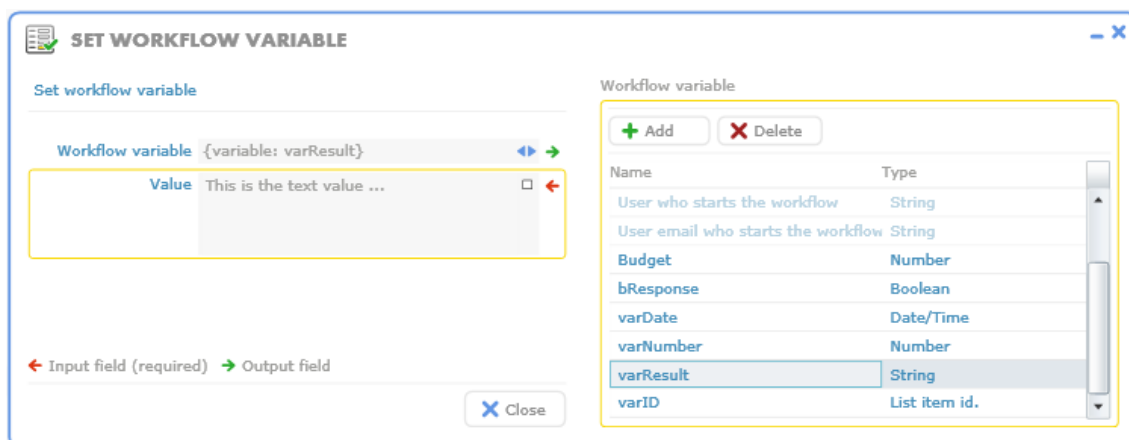 SET WORKFLOW VARIABLE
Set workflow variable
Workflow variable {variable: varResult}
Value This is the text value ...
Input field (required) Output field
Close
Workflow variable
Add Delete
Name Type
User who starts the workflow String
User email who starts the workflow String
Budget Number
bResponse Boolean
varDate Date/Time
varNumber Number
varResult String
varID List item id.